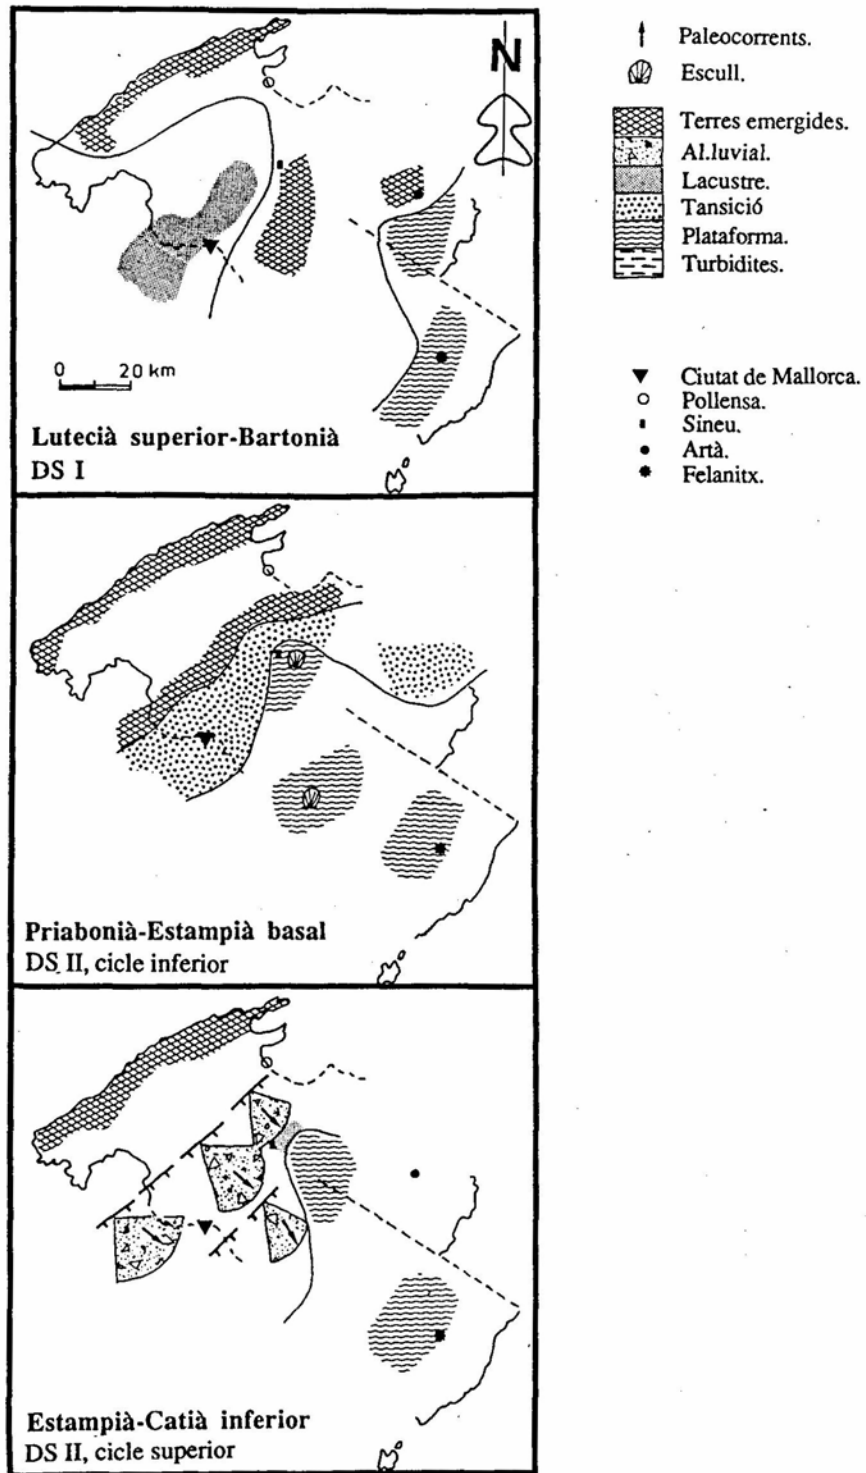 N
0 20 km
Lutecià superior-Bartonià
DS I
Priabonià-Estampià basal
DS II, cicle inferior
Estampià-Catià inferior
DS II, cicle superior
Paleocorrents.
Escull.
Terres emergides.
Al.luvial.
Lacustre.
Tansició
Plataforma.
Turbidites.
Ciutat de Mallorca.
Pollensa.
Sineu.
Artà.
Felanitx.